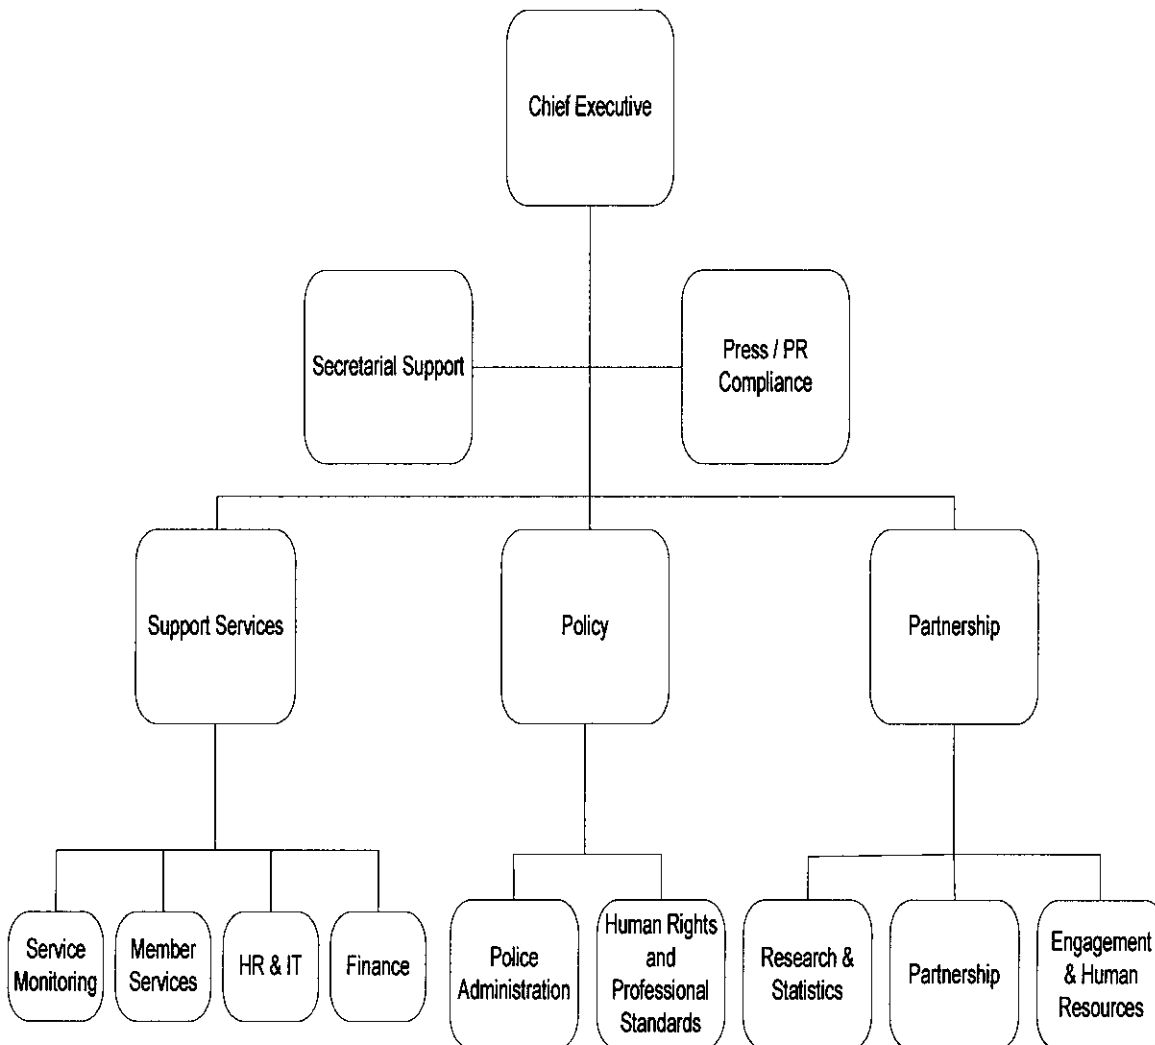 Chief Executive
Secretarial Support
Press / PR
Compliance
Support Services
Policy
Partnership
Service
Monitoring
Member
Services
HR & IT
Finance
Police
Administration
Human Rights
and
Professional
Standards
Research &
Statistics
Partnership
Engagement
& Human
Resources